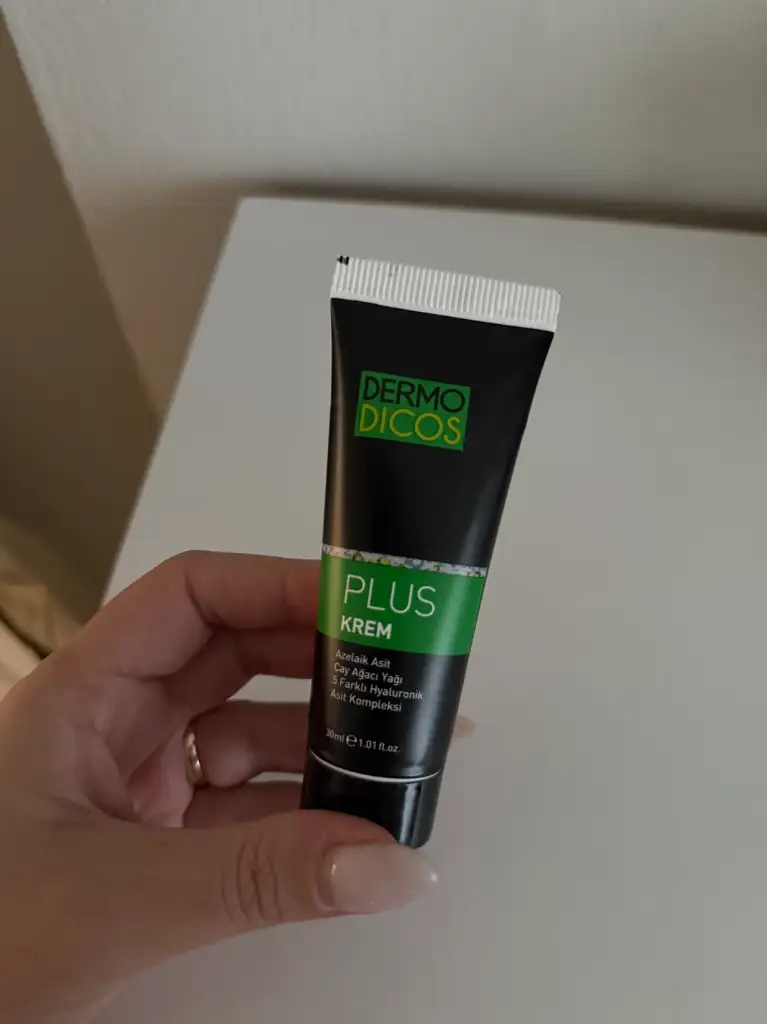 DERMO
DICOS
PLUS
KREM
Azelaik Asit
Çay Ağacı Yağı
5 Farklı Hyaluronik
Asit Kompleksi
30ml ℮ 1.01 fl.oz.